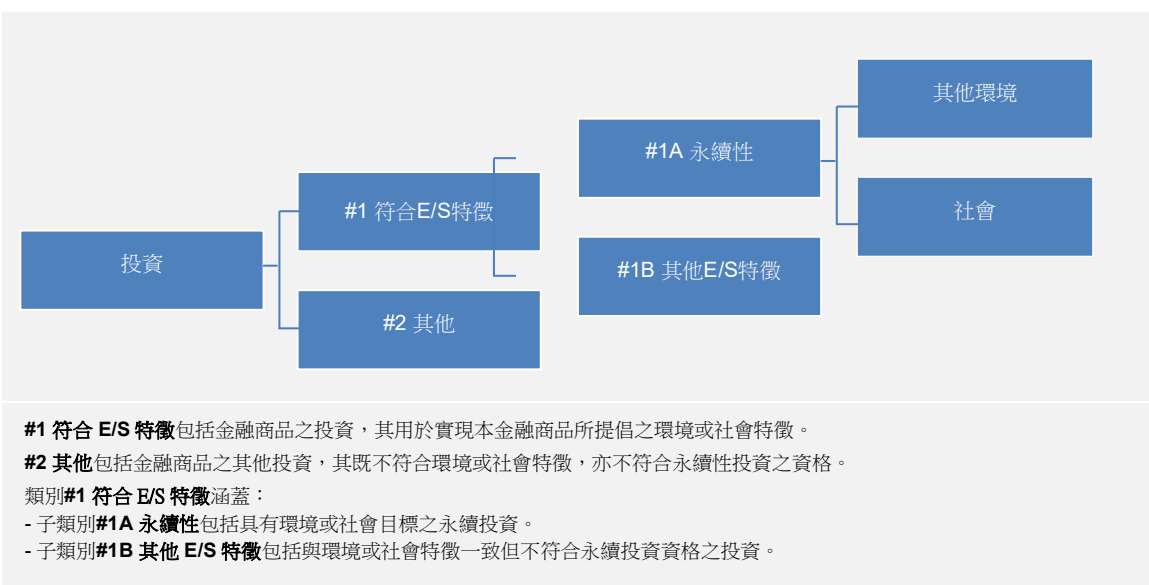 其他環境
#1A 永續性
#1 符合E/S特徵
社會
投資
#1B 其他E/S特徵
#2 其他
#1 符合 E/S 特徵包括金融商品之投資，其用於實現本金融商品所提倡之環境或社會特徵。
#2 其他包括金融商品之其他投資，其既不符合環境或社會特徵，亦不符合永續性投資之資格。
類別#1 符合 E/S 特徵涵蓋：
- 子類別#1A 永續性包括具有環境或社會目標之永續投資。
- 子類別#1B 其他 E/S 特徵包括與環境或社會特徵一致但不符合永續投資資格之投資。